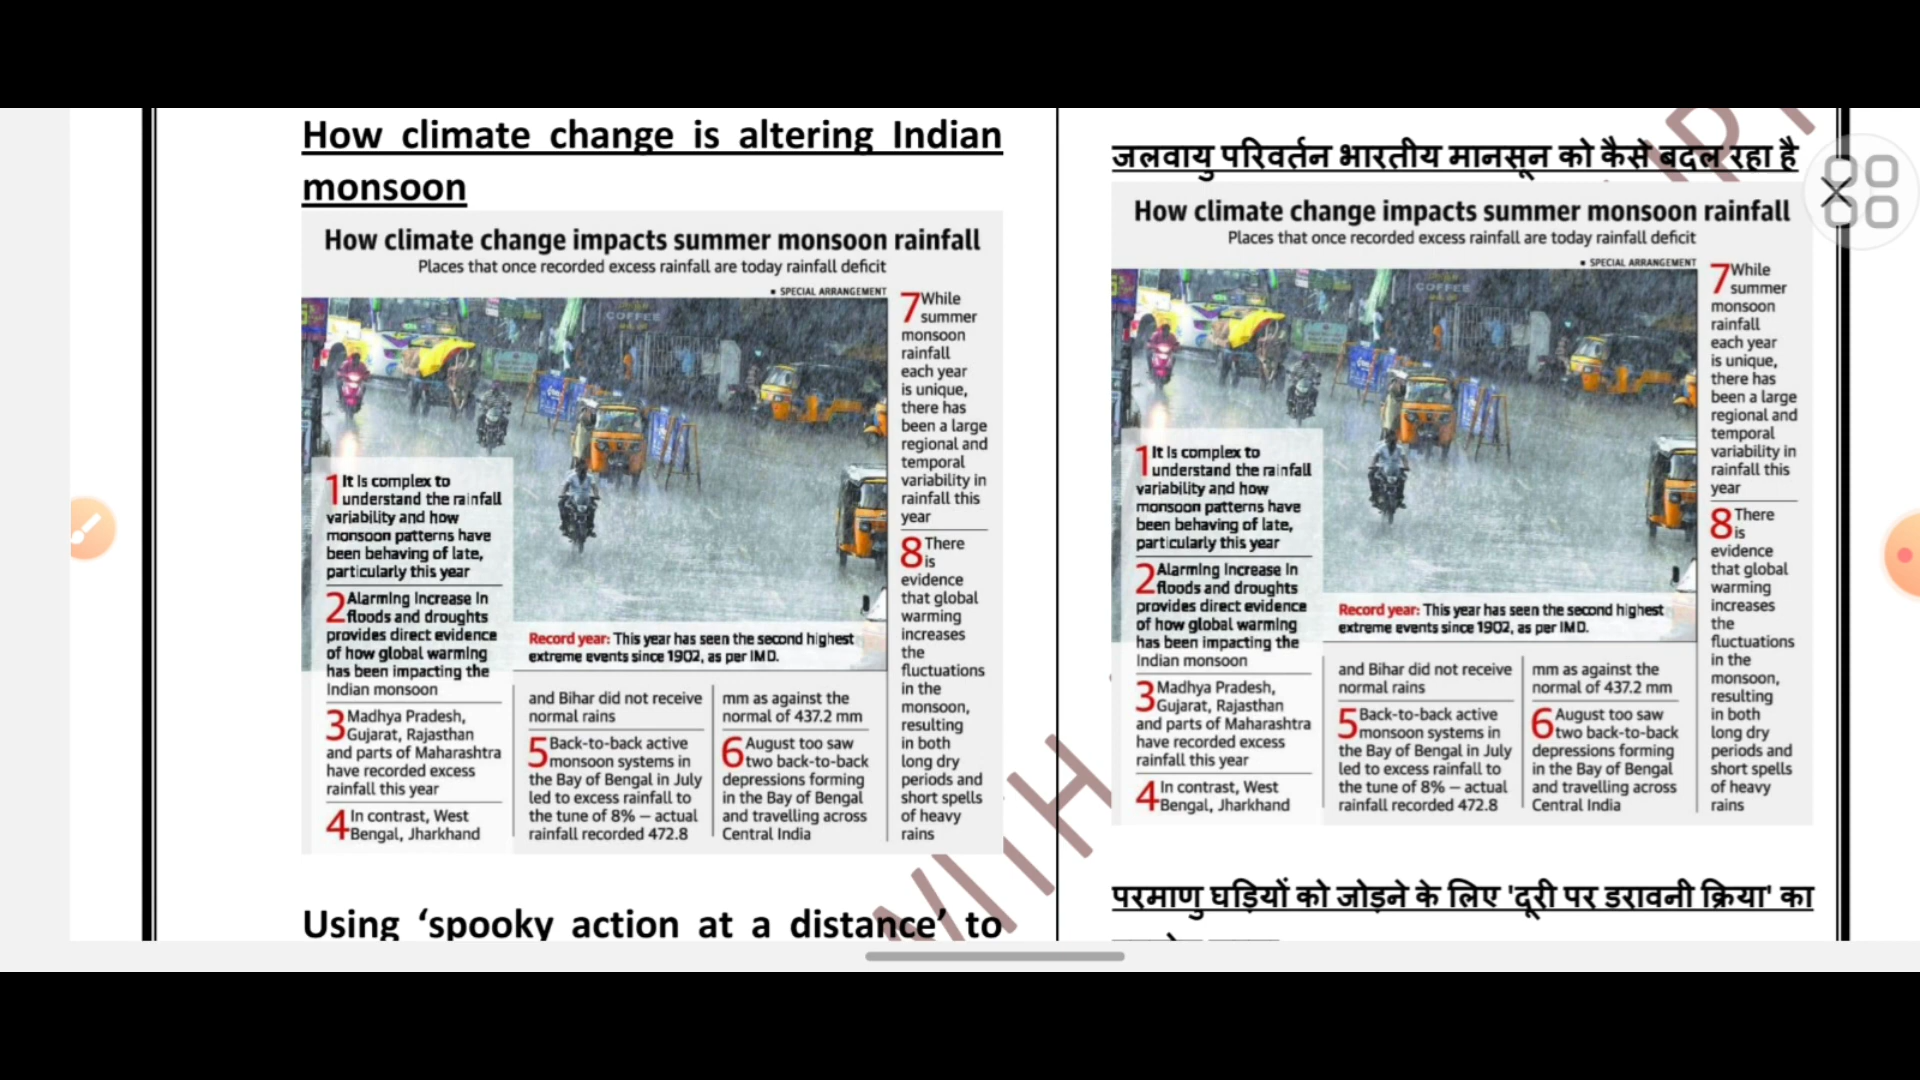 How climate change is altering Indian
monsoon
How climate change impacts summer monsoon rainfall
Places that once recorded excess rainfall are today rainfall deficit
▪ SPECIAL ARRANGEMENT
COFFEE
1 It is complex to
understand the rainfall
variability and how
monsoon patterns have
been behaving of late,
particularly this year
2 Alarming increase in
floods and droughts
provides direct evidence
of how global warming
has been impacting the
Indian monsoon
3 Madhya Pradesh,
Gujarat, Rajasthan
and parts of Maharashtra
have recorded excess
rainfall this year
4 In contrast, West
Bengal, Jharkhand
Record year: This year has seen the second highest
extreme events since 1902, as per IMD.
and Bihar did not receive
normal rains
5 Back-to-back active
monsoon systems in
the Bay of Bengal in July
led to excess rainfall to
the tune of 8% — actual
rainfall recorded 472.8
mm as against the
normal of 437.2 mm
6 August too saw
two back-to-back
depressions forming
in the Bay of Bengal
and travelling across
Central India
7 While
summer
monsoon
rainfall
each year
is unique,
there has
been a large
regional and
temporal
variability in
rainfall this
year
8 There
is
evidence
that global
warming
increases
the
fluctuations
in the
monsoon,
resulting
in both
long dry
periods and
short spells
of heavy
rains
Using ‘spooky action at a distance’ to
जलवायु परिवर्तन भारतीय मानसून को कैसे बदल रहा है
How climate change impacts summer monsoon rainfall
Places that once recorded excess rainfall are today rainfall deficit
▪ SPECIAL ARRANGEMENT
COFFEE
1 It is complex to
understand the rainfall
variability and how
monsoon patterns have
been behaving of late,
particularly this year
2 Alarming increase in
floods and droughts
provides direct evidence
of how global warming
has been impacting the
Indian monsoon
3 Madhya Pradesh,
Gujarat, Rajasthan
and parts of Maharashtra
have recorded excess
rainfall this year
4 In contrast, West
Bengal, Jharkhand
Record year: This year has seen the second highest
extreme events since 1902, as per IMD.
and Bihar did not receive
normal rains
5 Back-to-back active
monsoon systems in
the Bay of Bengal in July
led to excess rainfall to
the tune of 8% — actual
rainfall recorded 472.8
mm as against the
normal of 437.2 mm
6 August too saw
two back-to-back
depressions forming
in the Bay of Bengal
and travelling across
Central India
7 While
summer
monsoon
rainfall
each year
is unique,
there has
been a large
regional and
temporal
variability in
rainfall this
year
8 There
is
evidence
that global
warming
increases
the
fluctuations
in the
monsoon,
resulting
in both
long dry
periods and
short spells
of heavy
rains
परमाणु घड़ियों को जोड़ने के लिए 'दूरी पर डरावनी क्रिया' का